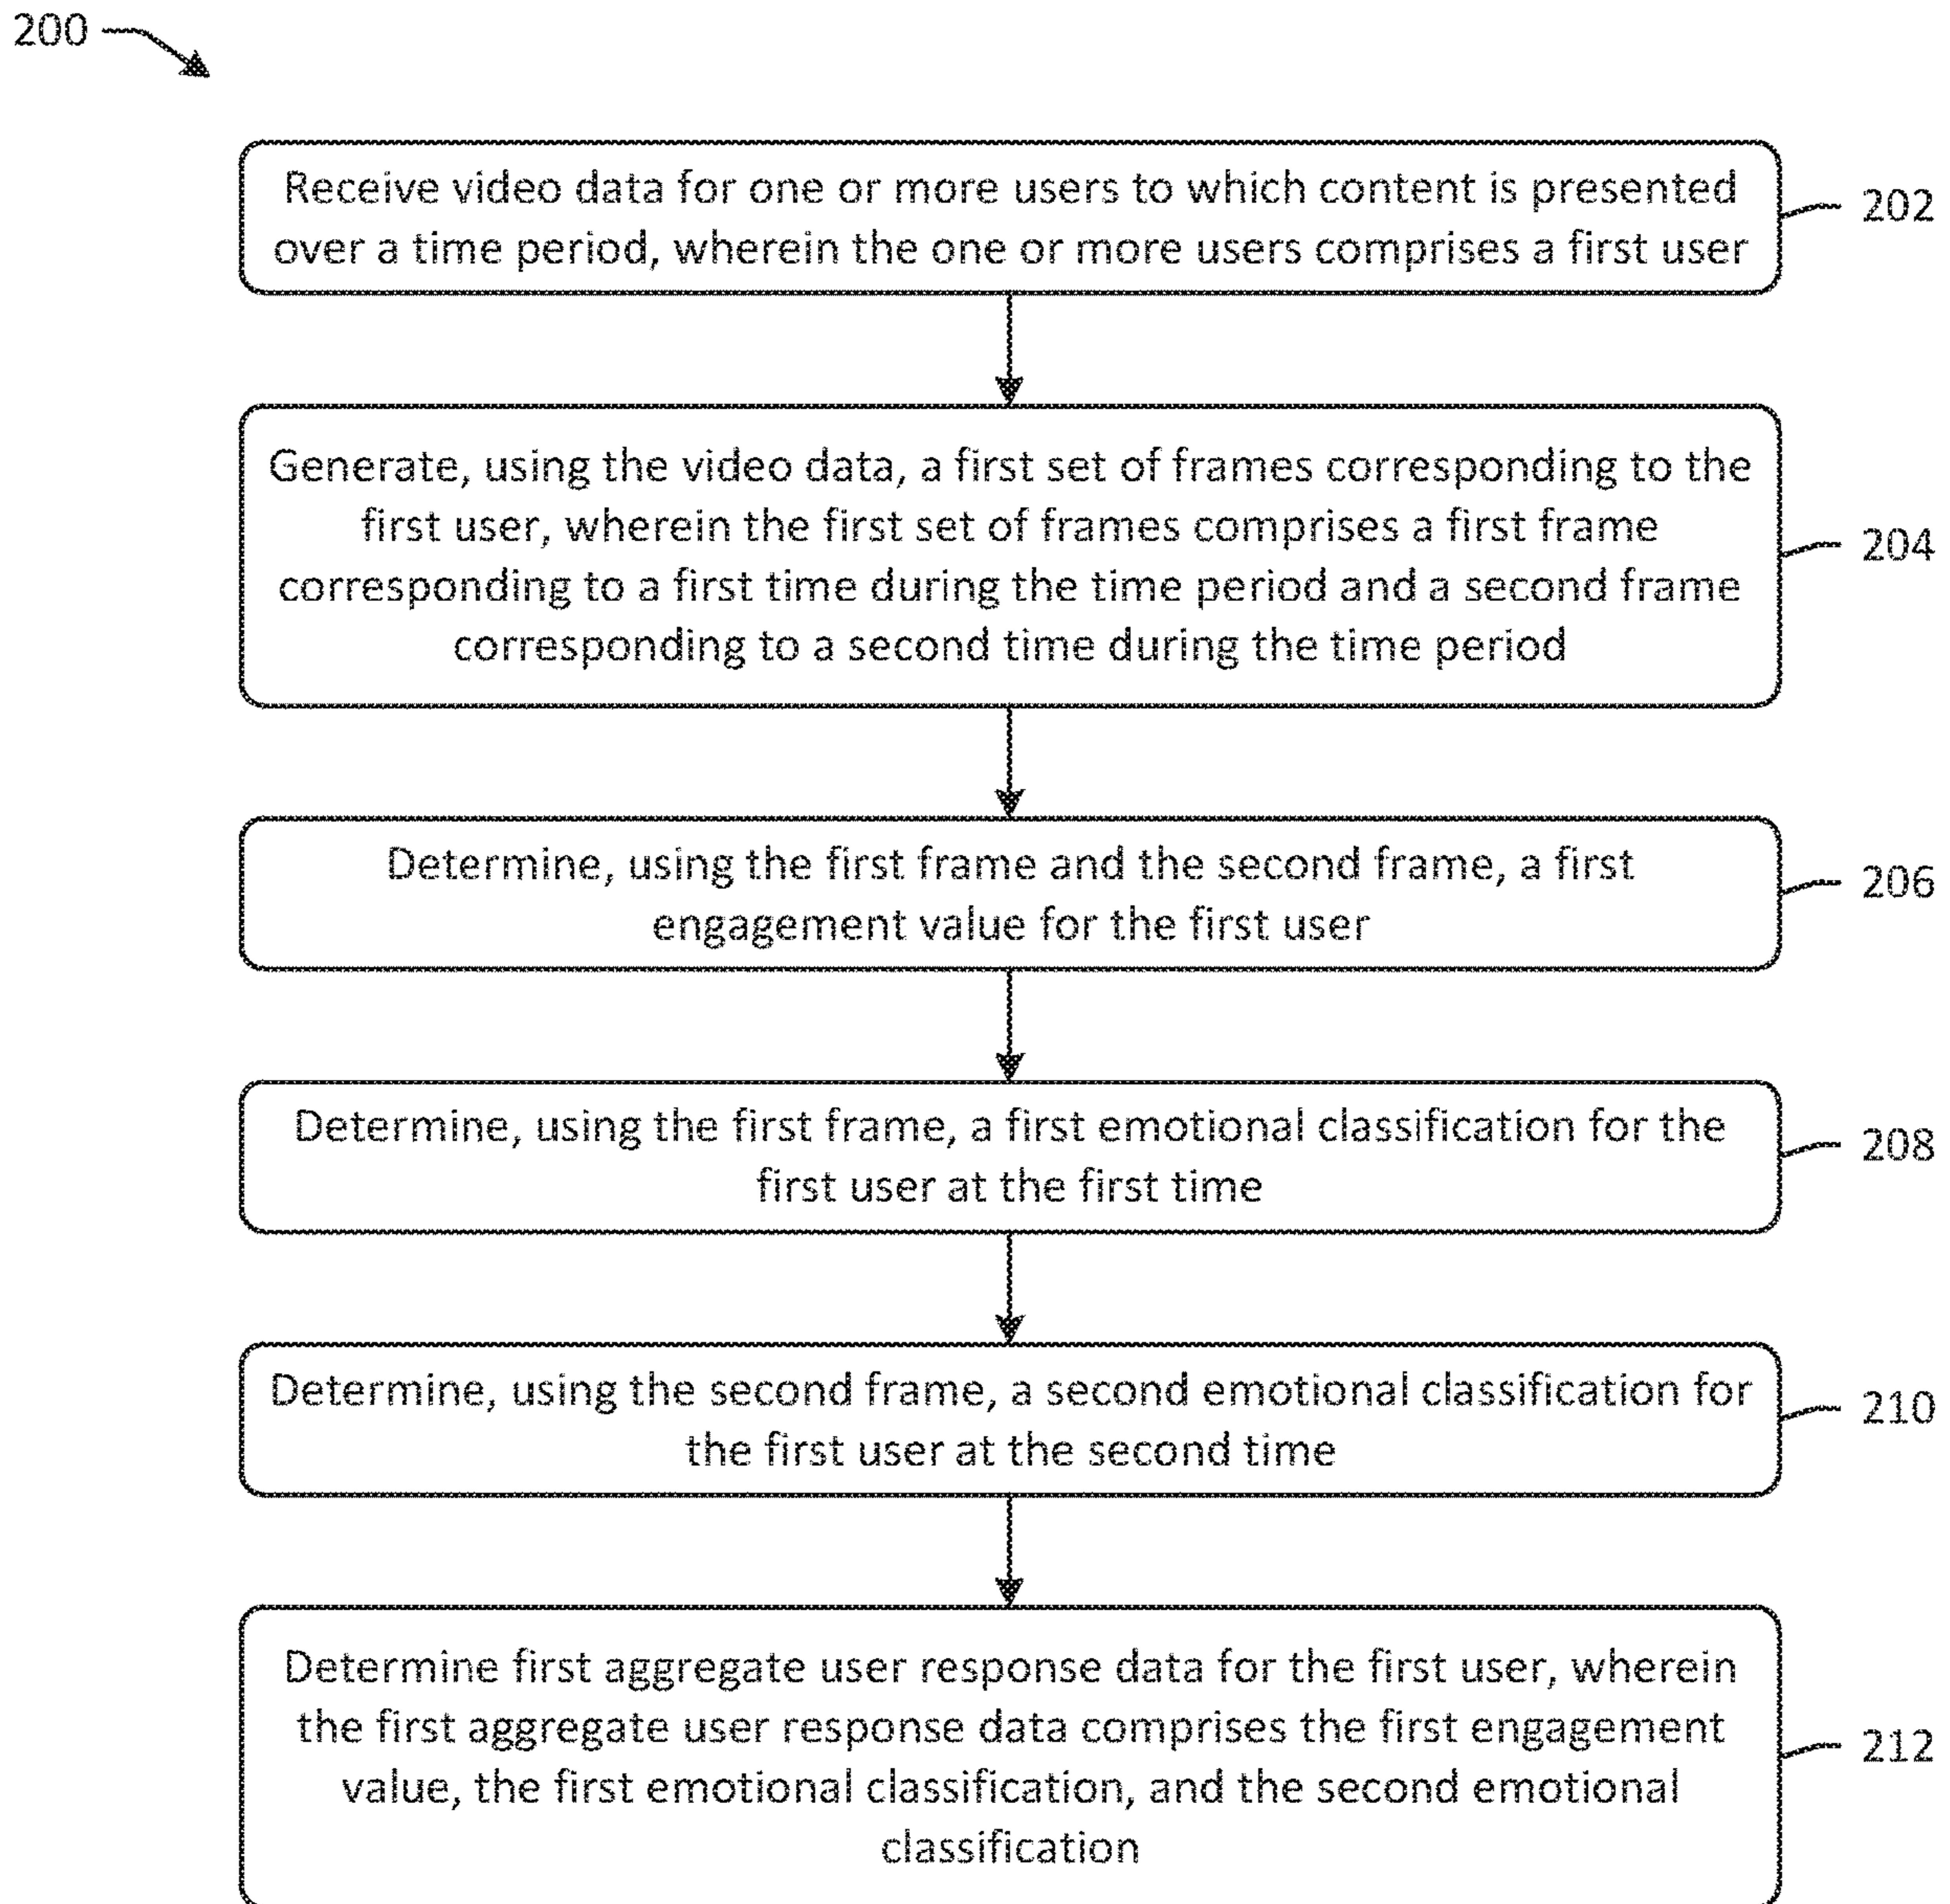 200
Receive video data for one or more users to which content is presented
over a time period, wherein the one or more users comprises a first user
202
Generate, using the video data, a first set of frames corresponding to the
first user, wherein the first set of frames comprises a first frame
corresponding to a first time during the time period and a second frame
corresponding to a second time during the time period
204
Determine, using the first frame and the second frame, a first
engagement value for the first user
206
Determine, using the first frame, a first emotional classification for the
first user at the first time
208
Determine, using the second frame, a second emotional classification for
the first user at the second time
210
Determine first aggregate user response data for the first user, wherein
the first aggregate user response data comprises the first engagement
value, the first emotional classification, and the second emotional
classification
212